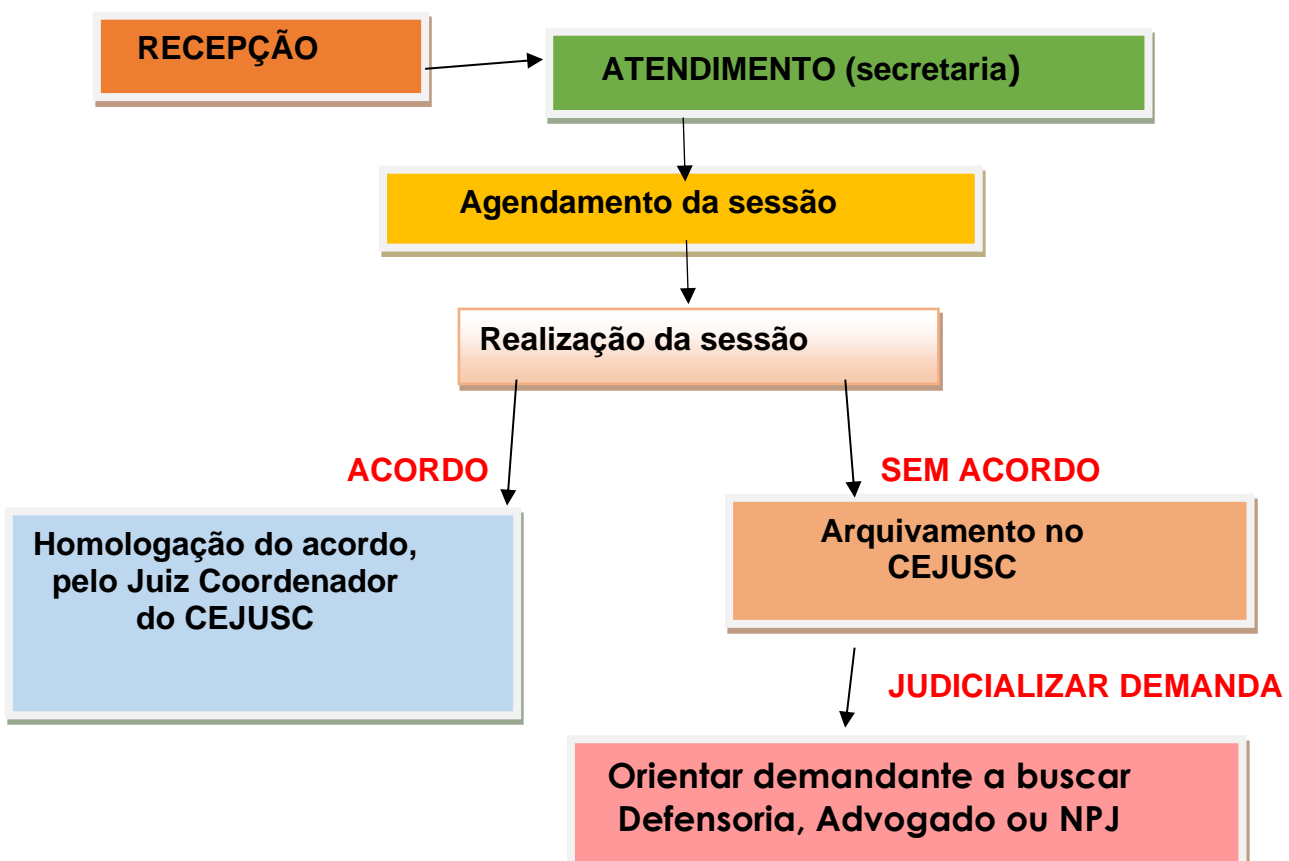 RECEPÇÃO
ATENDIMENTO (secretaria)
Agendamento da sessão
Realização da sessão
ACORDO
SEM ACORDO
Homologação do acordo,
pelo Juiz Coordenador
do CEJUSC
Arquivamento no
CEJUSC
JUDICIALIZAR DEMANDA
Orientar demandante a buscar
Defensoria, Advogado ou NPJ